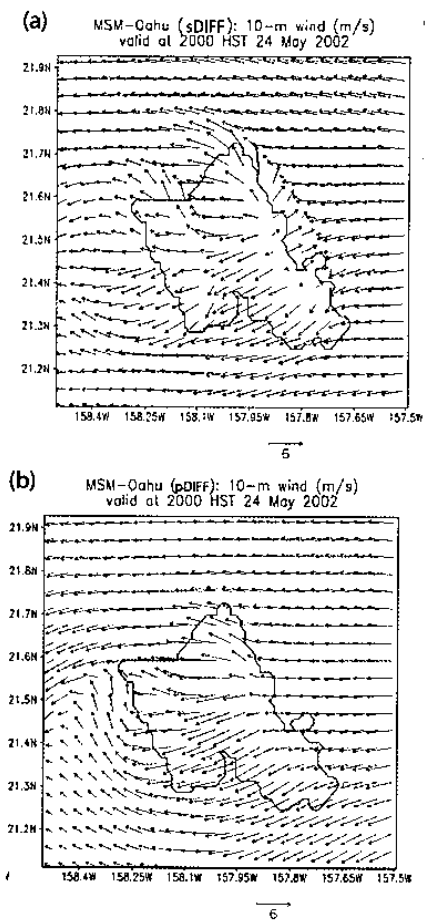 (a)
MSM-Oahu (sDIFF): 10-m wind (m/s)
valid at 2000 HST 24 May 2002
21.9N
21.8N
21.7N
21.6N
21.5N
21.4N
21.3N
21.2N
158.4W 158.25W 158.1W 157.95W 157.8W 157.65W 157.5W
6
(b)
MSM-Oahu (pDIFF): 10-m wind (m/s)
valid at 2000 HST 24 May 2002
21.9N
21.8N
21.7N
21.6N
21.5N
21.4N
21.3N
21.2N
158.4W 158.25W 158.1W 157.95W 157.8W 157.65W 157.5W
6